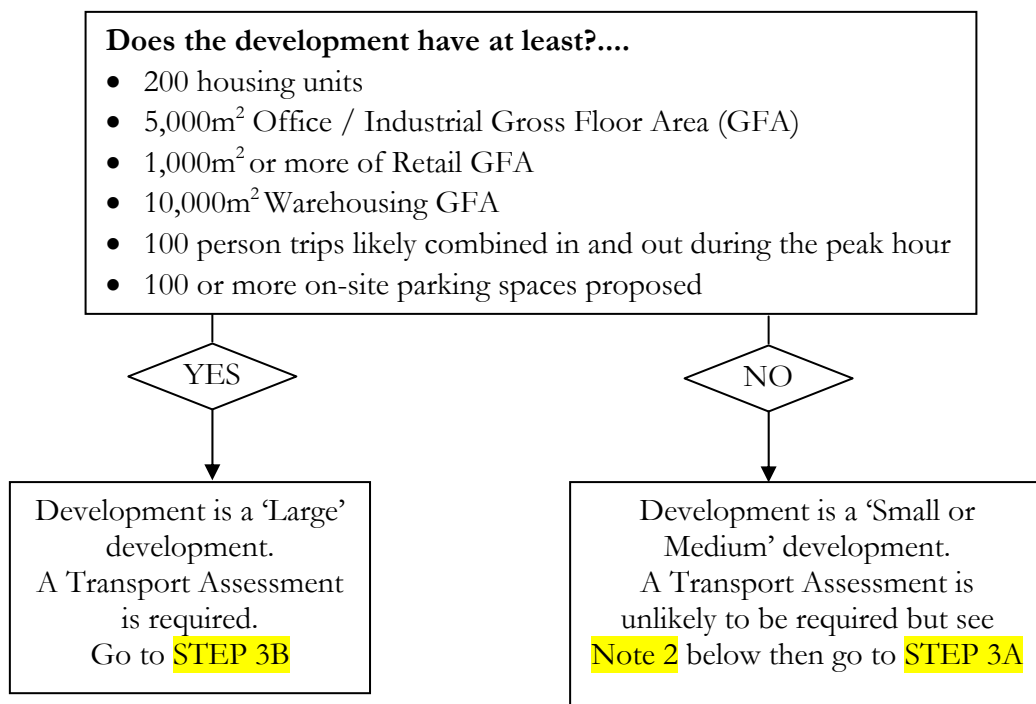 Does the development have at least?....
• 200 housing units
• 5,000m² Office / Industrial Gross Floor Area (GFA)
• 1,000m² or more of Retail GFA
• 10,000m² Warehousing GFA
• 100 person trips likely combined in and out during the peak hour
• 100 or more on-site parking spaces proposed
YES
NO
Development is a ‘Large’
development.
A Transport Assessment
is required.
Go to STEP 3B
Development is a ‘Small or
Medium’ development.
A Transport Assessment is
unlikely to be required but see
Note 2 below then go to STEP 3A